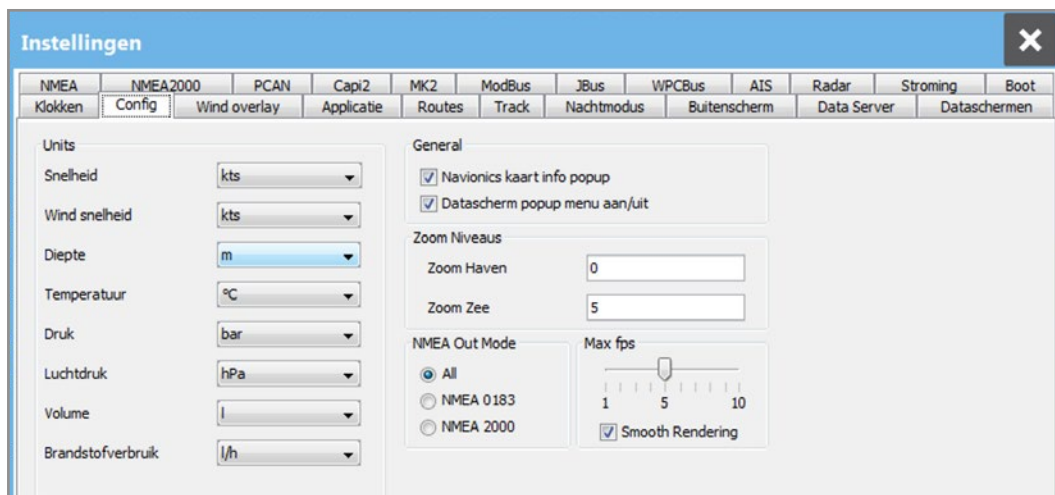 Instellingen
NMEA NMEA2000 PCAN Capi2 MK2 ModBus JBus WPCBus AIS Radar Stroming Boot
Klokken Config Wind overlay Applicatie Routes Track Nachtmodus Buitenscherm Data Server Dataschermen
Units
Snelheid kts
Wind snelheid kts
Diepte m
Temperatuur °C
Druk bar
Luchtdruk hPa
Volume l
Brandstofverbruik l/h
General
Navionics kaart info popup
Datascherm popup menu aan/uit
Zoom Niveaus
Zoom Haven 0
Zoom Zee 5
NMEA Out Mode
All
NMEA 0183
NMEA 2000
Max fps
1 5 10
Smooth Rendering